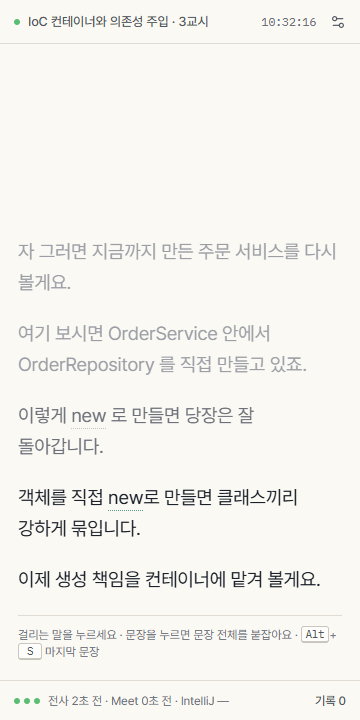 IoC 컨테이너와 의존성 주입 · 3교시 10:32:16
자 그러면 지금까지 만든 주문 서비스를 다시
볼게요.
여기 보시면 OrderService 안에서
OrderRepository 를 직접 만들고 있죠.
이렇게 new 로 만들면 당장은 잘
돌아갑니다.
객체를 직접 new로 만들면 클래스끼리
강하게 묶입니다.
이제 생성 책임을 컨테이너에 맡겨 볼게요.
걸리는 말을 누르세요 · 문장을 누르면 문장 전체를 붙잡아요 · Alt +
S 마지막 문장
전사 2초 전 · Meet 0초 전 · IntelliJ — 기록 0